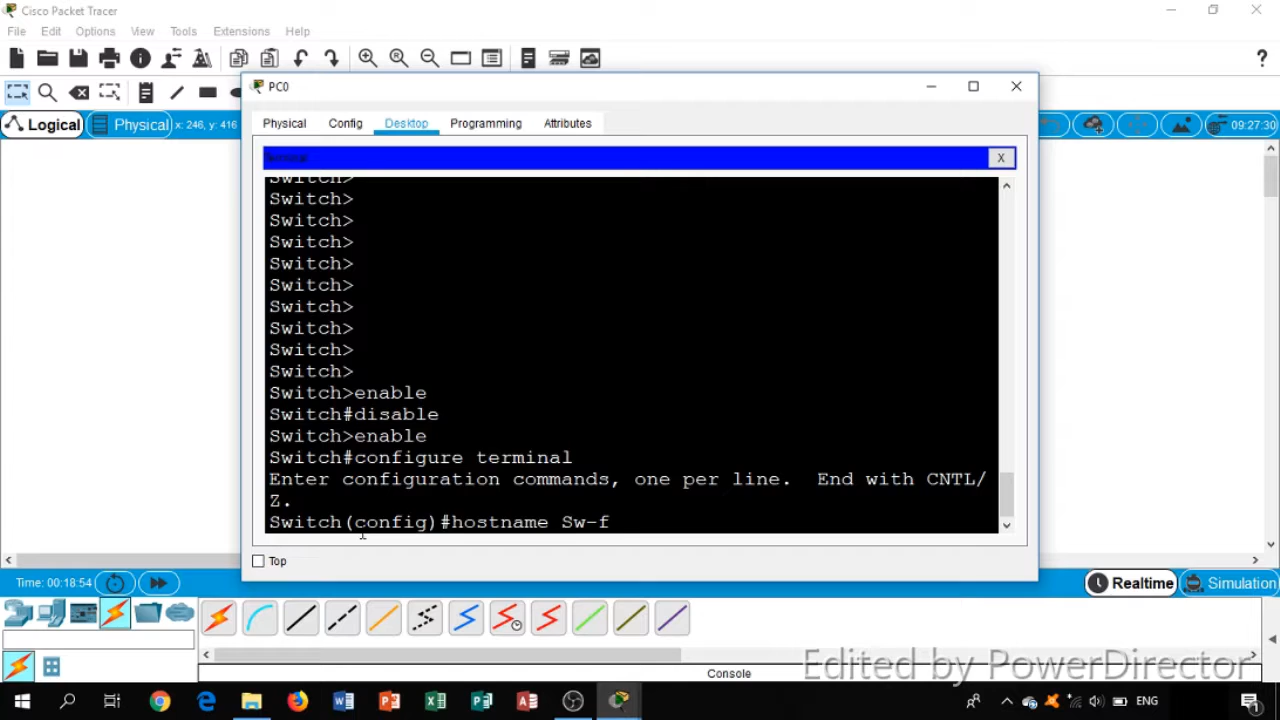 Cisco Packet Tracer
File Edit Options View Tools Extensions Help
?
PC0
Logical Physical x: 246, y: 416
09:27:30
Physical Config Desktop Programming Attributes
Terminal
X
Switch>
Switch>
Switch>
Switch>
Switch>
Switch>
Switch>
Switch>
Switch>
Switch>
Switch>enable
Switch#disable
Switch>enable
Switch#configure terminal
Enter configuration commands, one per line. End with CNTL/
Z.
Switch(config)#hostname Sw-f
Top
Time: 00:18:54
Realtime Simulation
Console
Edited by PowerDirector
ENG